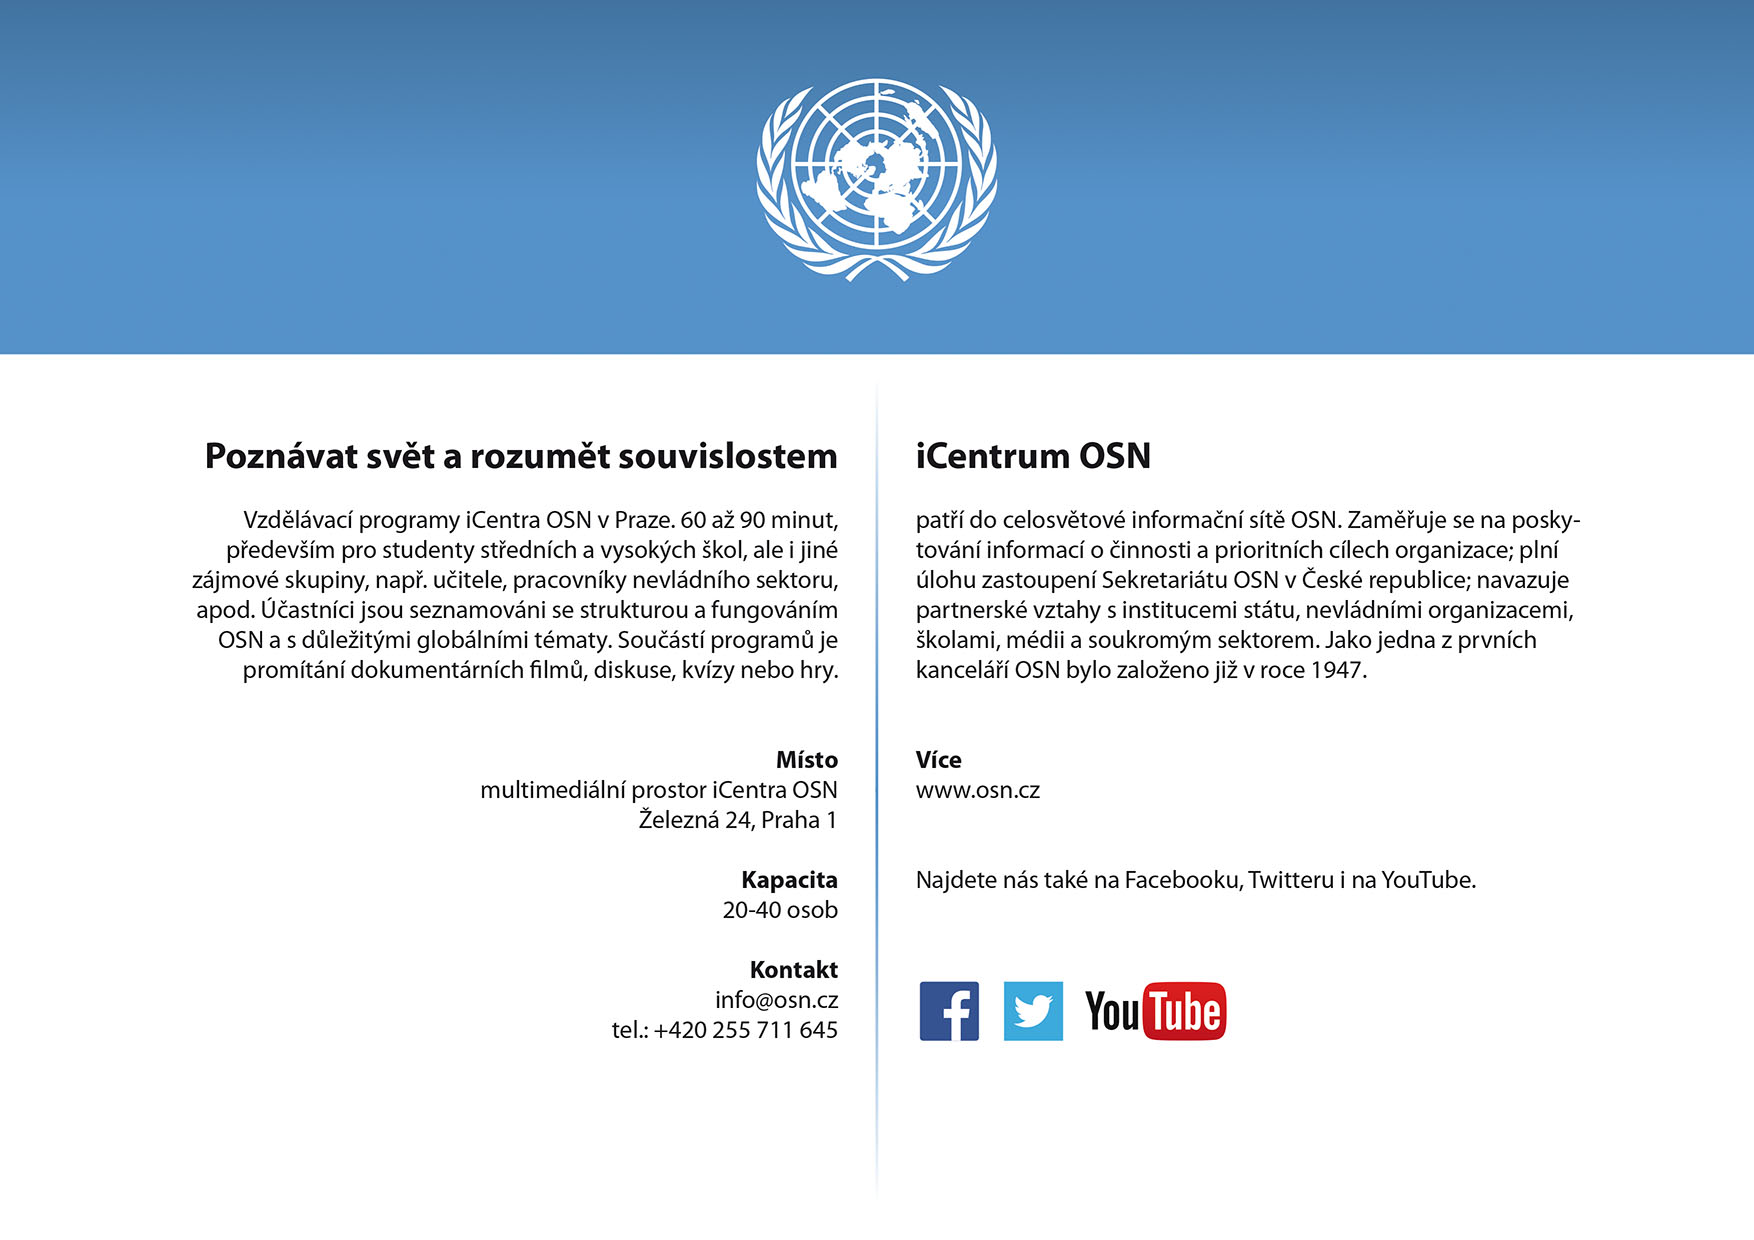 Poznávat svět a rozumět souvislostem
Vzdělávací programy iCentra OSN v Praze. 60 až 90 minut,
především pro studenty středních a vysokých škol, ale i jiné
zájmové skupiny, např. učitele, pracovníky nevládního sektoru,
apod. Účastníci jsou seznamováni se strukturou a fungováním
OSN a s důležitými globálními tématy. Součástí programů je
promítání dokumentárních filmů, diskuse, kvízy nebo hry.
Místo
multimediální prostor iCentra OSN
Železná 24, Praha 1
Kapacita
20-40 osob
Kontakt
info@osn.cz
tel.: +420 255 711 645
iCentrum OSN
patří do celosvětové informační sítě OSN. Zaměřuje se na posky-
tování informací o činnosti a prioritních cílech organizace; plní
úlohu zastoupení Sekretariátu OSN v České republice; navazuje
partnerské vztahy s institucemi státu, nevládními organizacemi,
školami, médii a soukromým sektorem. Jako jedna z prvních
kanceláří OSN bylo založeno již v roce 1947.
Více
www.osn.cz
Najdete nás také na Facebooku, Twitteru i na YouTube.
f
YouTube